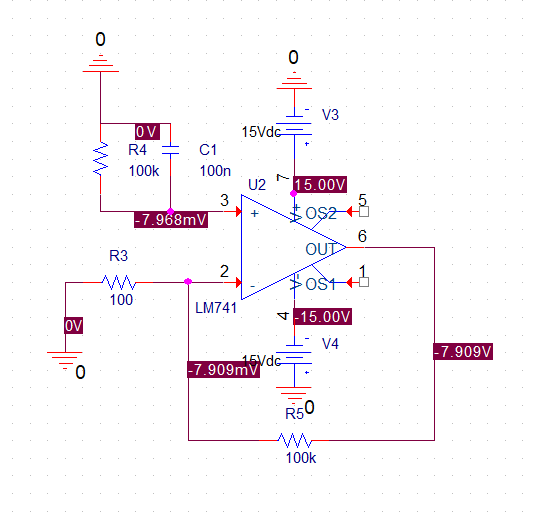 0
0
V3
15Vdc
0V
R4
100k
C1
100n
U2
7
15.00V
3
+
V+
OS2
5
-7.968mV
OUT
6
R3
100
2
-
V-
OS1
1
LM741
4
-15.00V
0V
0
V4
15Vdc
-7.909V
-7.909mV
0
R5
100k